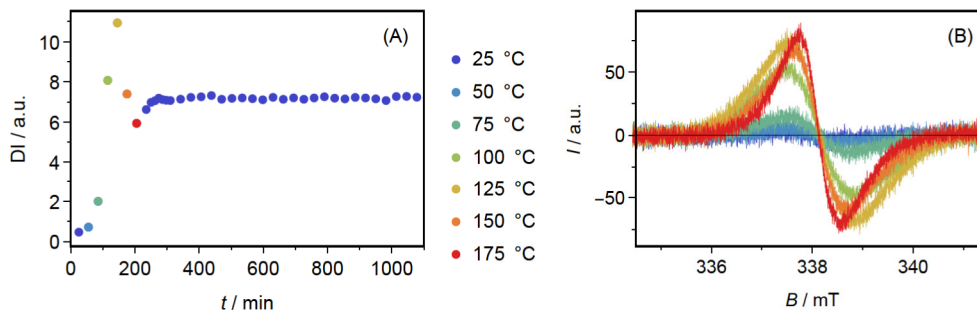 (A)
DI / a.u.
10
8
6
4
2
0
0 200 400 600 800 1000
t / min
25 °C
50 °C
75 °C
100 °C
125 °C
150 °C
175 °C
(B)
I / a.u.
50
0
−50
336 338 340
B / mT